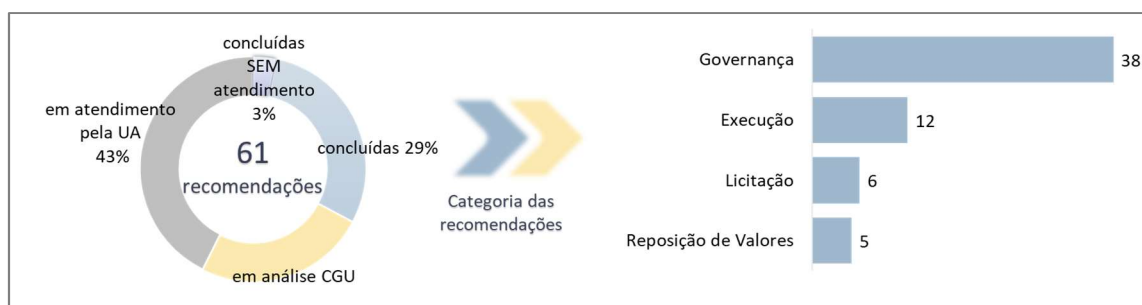 concluídas
SEM
atendimento
3%
em atendimento
pela UA
43%
61
recomendações
concluídas 29%
em análise CGU
Categoria das
recomendações
Governança 38
Execução 12
Licitação 6
Reposição de Valores 5